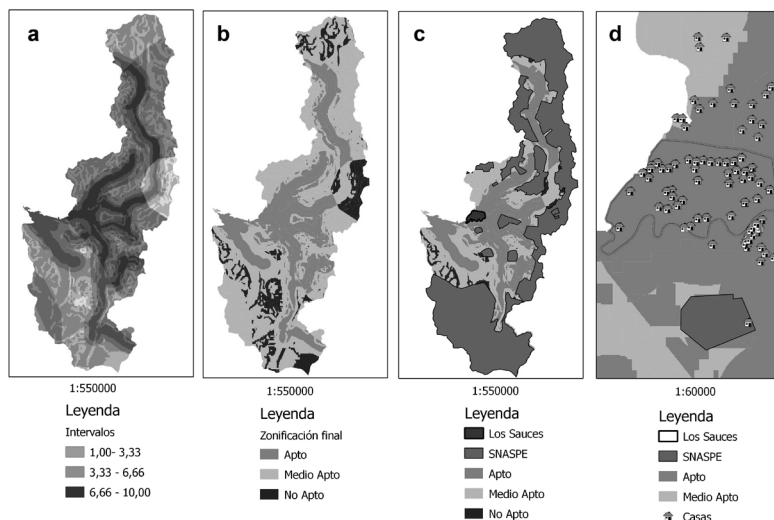 a
b
c
d
1:550000
Leyenda
Intervalos
1,00- 3,33
3,33 - 6,66
6,66 - 10,00
1:550000
Leyenda
Zonificación final
Apto
Medio Apto
No Apto
1:550000
Leyenda
Los Sauces
SNASPE
Apto
Medio Apto
No Apto
1:60000
Leyenda
Los Sauces
SNASPE
Apto
Medio Apto
Casas